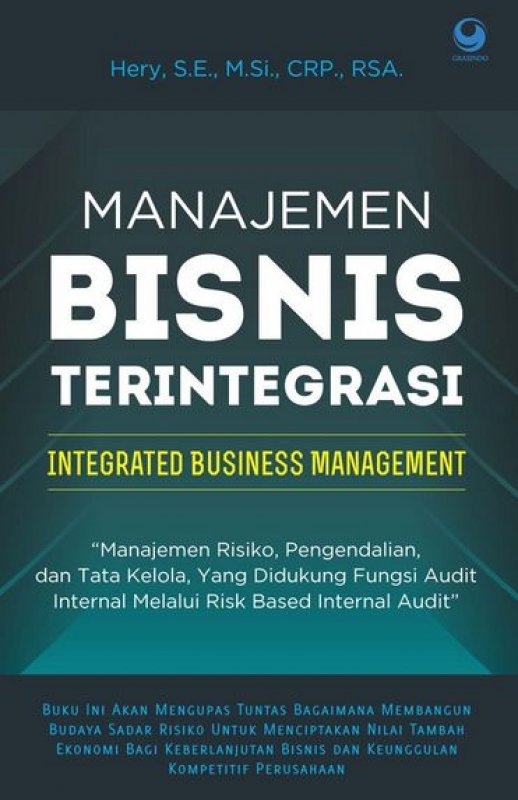 Hery, S.E., M.Si., CRP., RSA.
GRASINDO
MANAJEMEN
BISNIS
TERINTEGRASI
INTEGRATED BUSINESS MANAGEMENT
“Manajemen Risiko, Pengendalian,
dan Tata Kelola, Yang Didukung Fungsi Audit
Internal Melalui Risk Based Internal Audit”
Buku Ini Akan Mengupas Tuntas Bagaimana Membangun
Budaya Sadar Risiko Untuk Menciptakan Nilai Tambah
Ekonomi Bagi Keberlanjutan Bisnis dan Keunggulan
Kompetitif Perusahaan